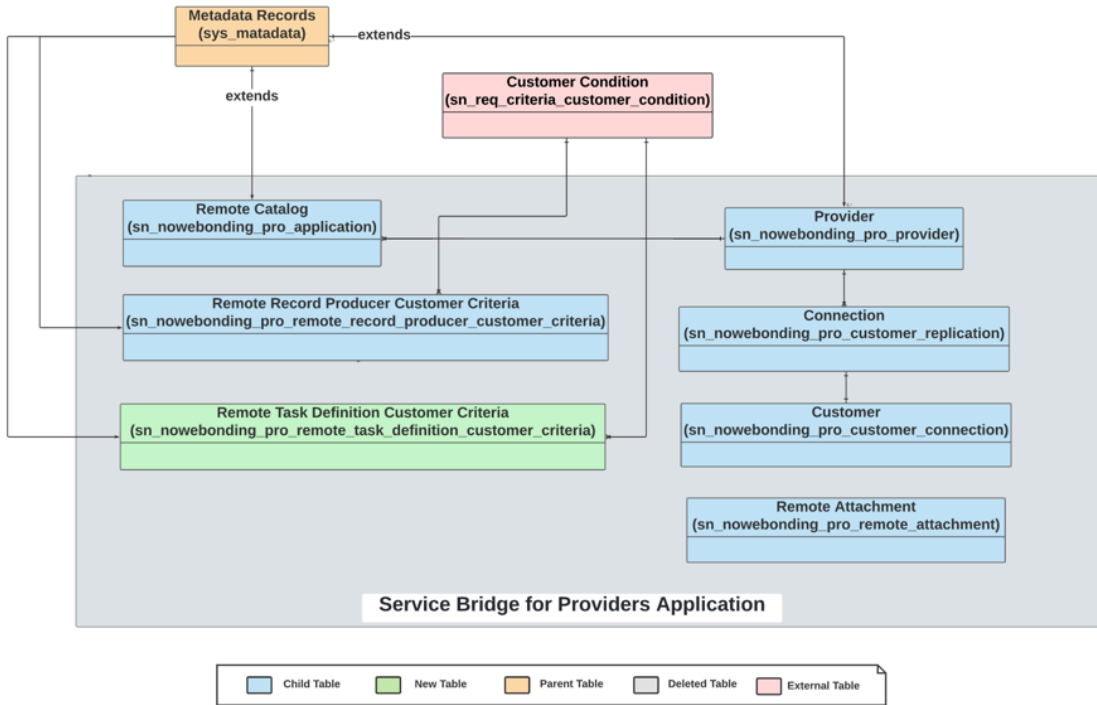 Metadata Records
(sys_matadata)
extends
extends
Customer Condition
(sn_req_criteria_customer_condition)
Remote Catalog
(sn_nowebonding_pro_application)
Provider
(sn_nowebonding_pro_provider)
Remote Record Producer Customer Criteria
(sn_nowebonding_pro_remote_record_producer_customer_criteria)
Connection
(sn_nowebonding_pro_customer_replication)
Remote Task Definition Customer Criteria
(sn_nowebonding_pro_remote_task_definition_customer_criteria)
Customer
(sn_nowebonding_pro_customer_connection)
Remote Attachment
(sn_nowebonding_pro_remote_attachment)
Service Bridge for Providers Application
Child Table
New Table
Parent Table
Deleted Table
External Table